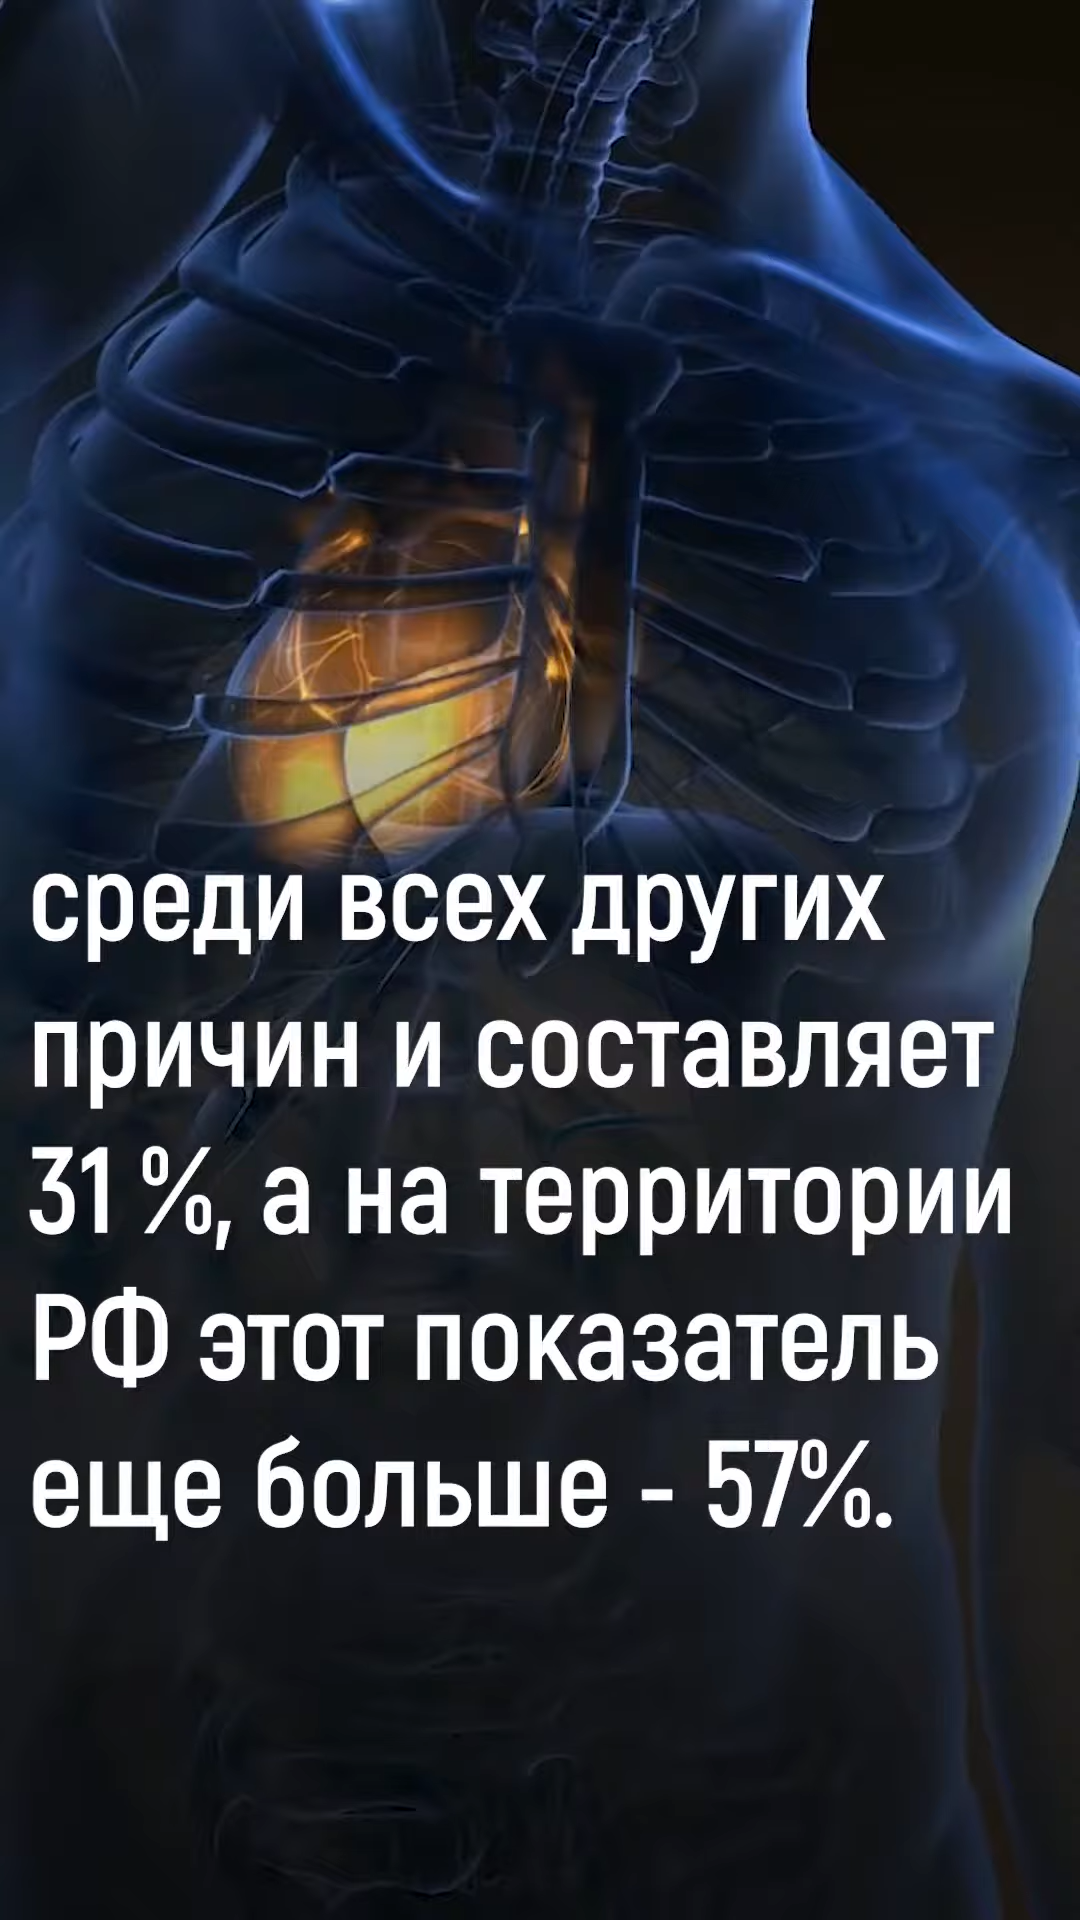 среди всех других
причин и составляет
31 %, а на территории
РФ этот показатель
еще больше - 57%.